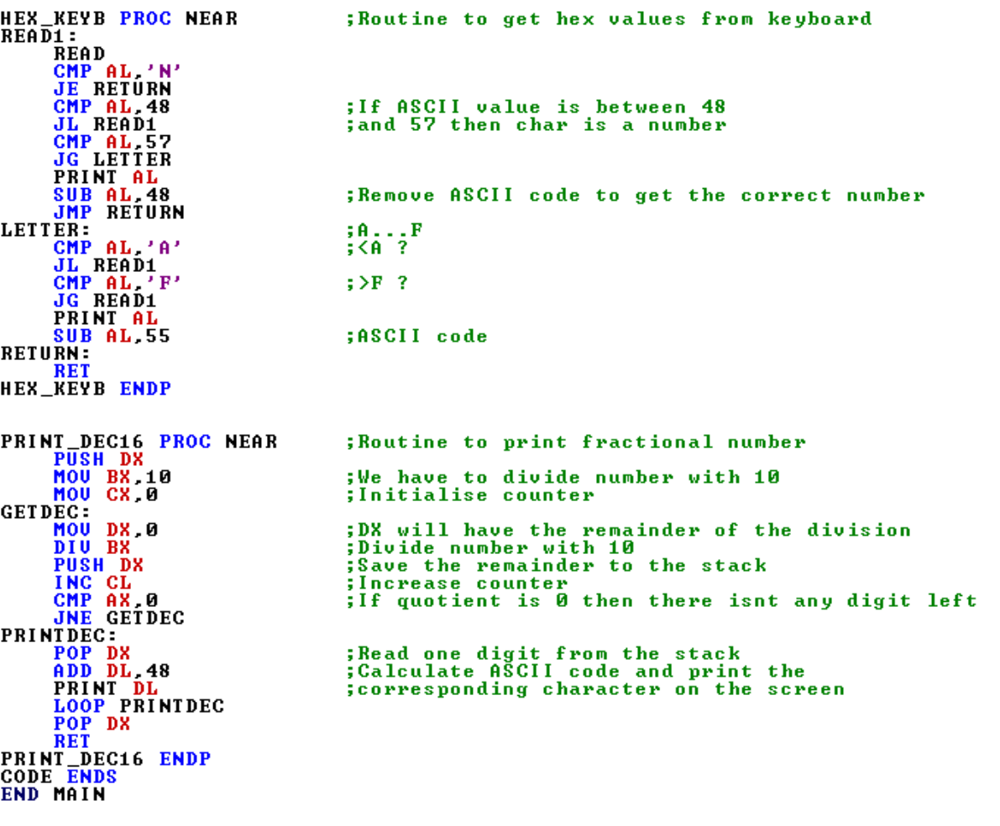 HEX_KEYB PROC NEAR ;Routine to get hex values from keyboard
READ1:
READ
CMP AL,'N'
JE RETURN
CMP AL,48 ;If ASCII value is between 48
JL READ1 ;and 57 then char is a number
CMP AL,57
JG LETTER
PRINT AL
SUB AL,48 ;Remove ASCII code to get the correct number
JMP RETURN
LETTER: ;A...F
CMP AL,'A' ;<A ?
JL READ1
CMP AL,'F' ;>F ?
JG READ1
PRINT AL
SUB AL,55 ;ASCII code
RETURN:
RET
HEX_KEYB ENDP
PRINT_DEC16 PROC NEAR ;Routine to print fractional number
PUSH DX
MOV BX,10 ;We have to divide number with 10
MOV CX,0 ;Initialise counter
GETDEC:
MOV DX,0 ;DX will have the remainder of the division
DIV BX ;Divide number with 10
PUSH DX ;Save the remainder to the stack
INC CL ;Increase counter
CMP AX,0 ;If quotient is 0 then there isnt any digit left
JNE GETDEC
PRINTDEC:
POP DX ;Read one digit from the stack
ADD DL,48 ;Calculate ASCII code and print the
PRINT DL ;corresponding character on the screen
LOOP PRINTDEC
POP DX
RET
PRINT_DEC16 ENDP
CODE ENDS
END MAIN